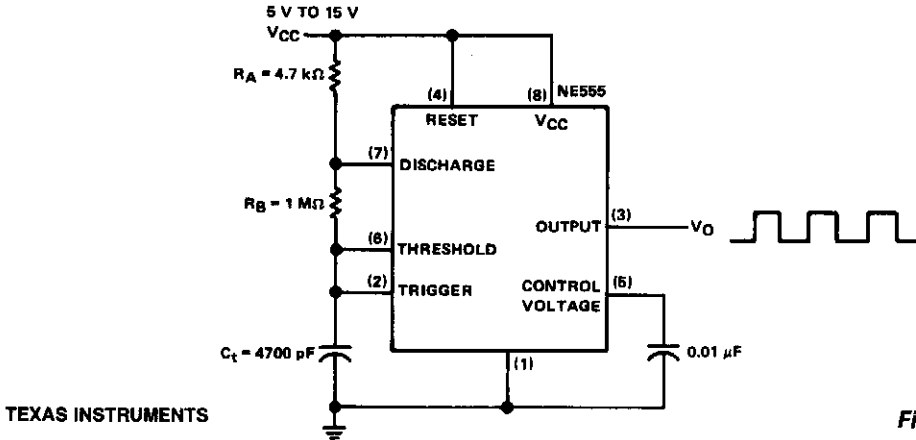 5 V TO 15 V
VCC
RA = 4.7 kΩ
(4)
(8)
NE555
RESET
VCC
(7)
DISCHARGE
RB = 1 MΩ
(6)
THRESHOLD
OUTPUT
(3)
VO
(2)
TRIGGER
CONTROL
VOLTAGE
(5)
Ct = 4700 pF
(1)
0.01 µF
TEXAS INSTRUMENTS